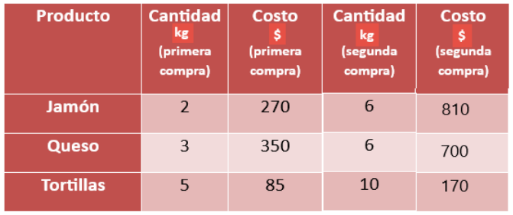 Producto Cantidad Costo Cantidad Costo
kg $ kg $
(primera (primera (segunda (segunda
compra) compra) compra) compra)
Jamón 2 270 6 810
Queso 3 350 6 700
Tortillas 5 85 10 170